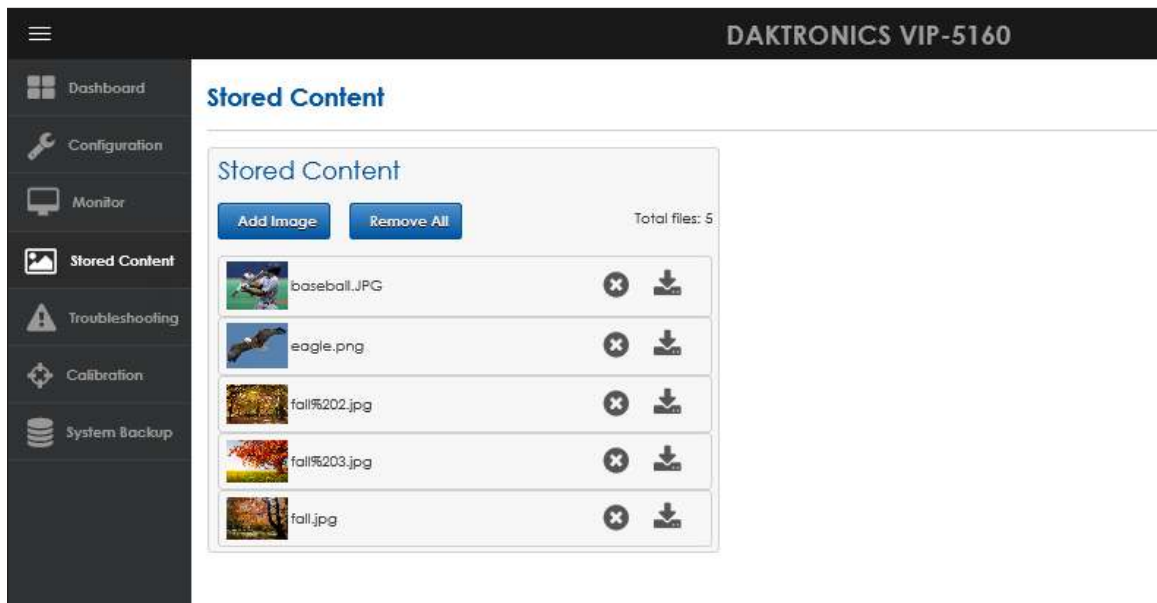 DAKTRONICS VIP-5160
Dashboard
Configuration
Monitor
Stored Content
Troubleshooting
Calibration
System Backup
Stored Content
Stored Content
Add Image
Remove All
Total files: 5
baseball.JPG
eagle.png
fall%202.jpg
fall%203.jpg
fall.jpg